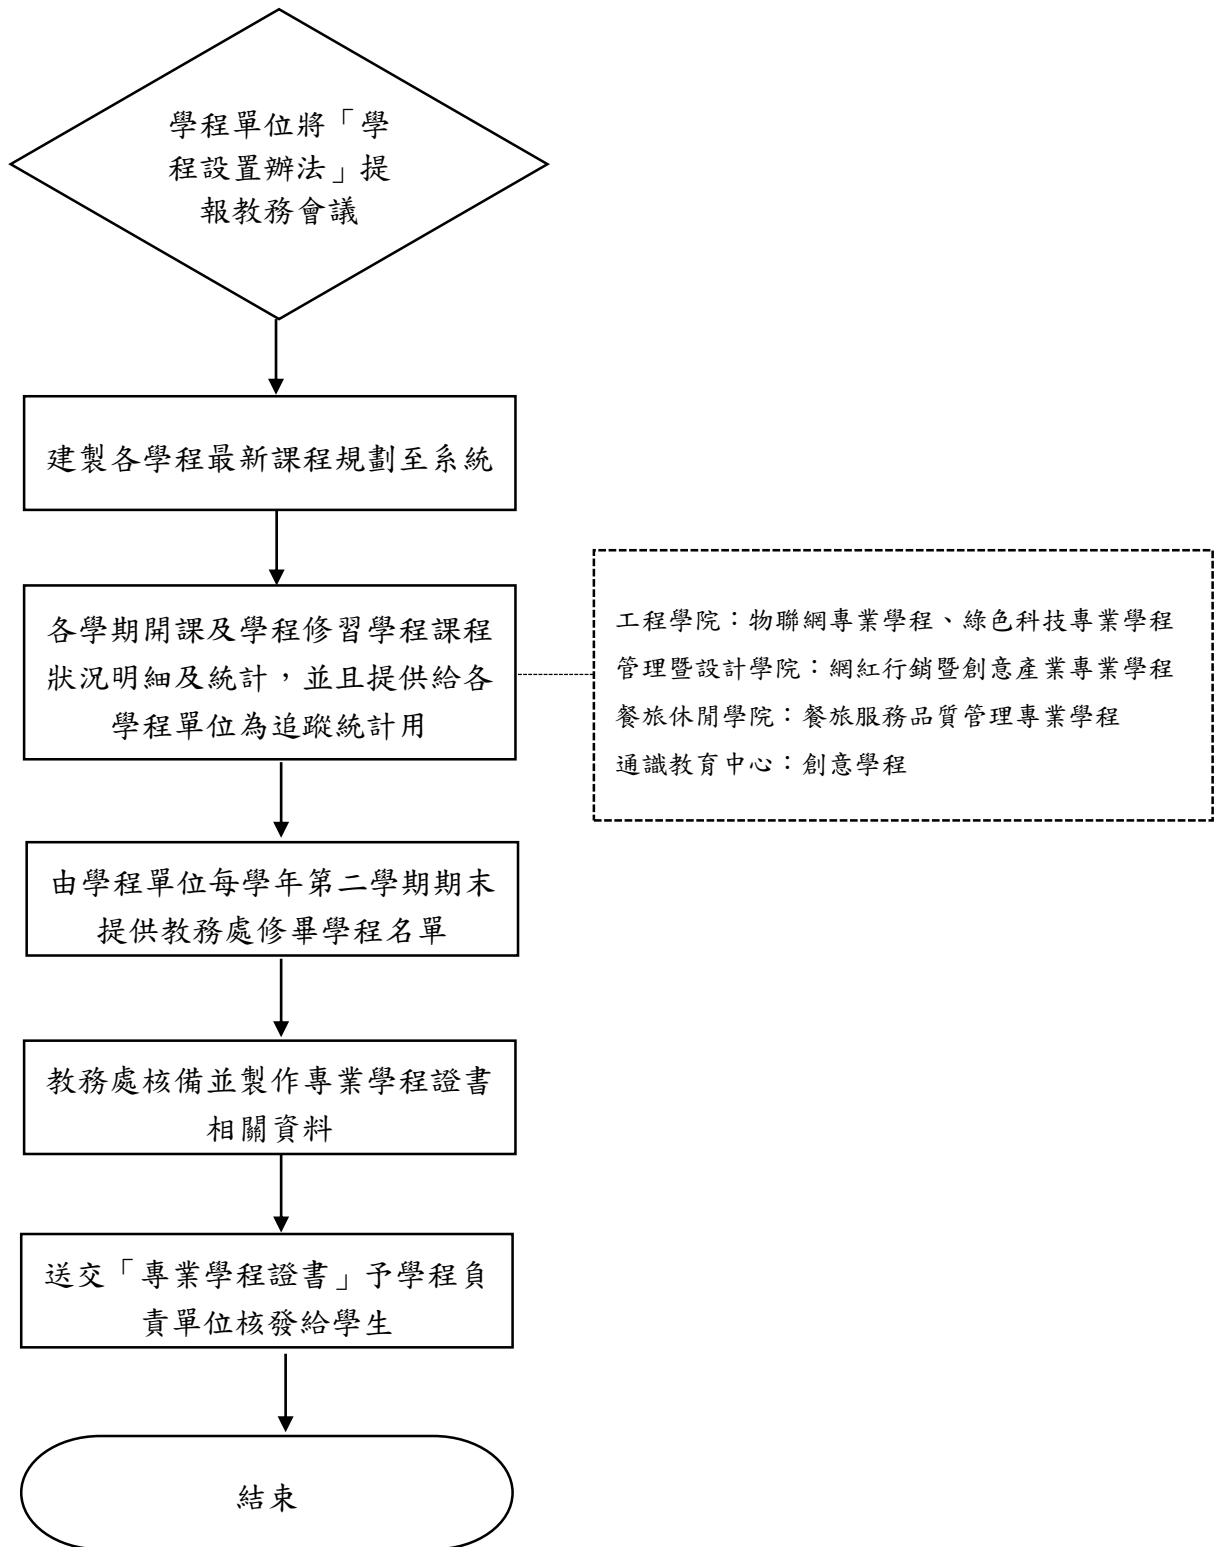 學程單位將「學
程設置辦法」提
報教務會議
建製各學程最新課程規劃至系統
各學期開課及學程修習學程課程
狀況明細及統計，並且提供給各
學程單位為追蹤統計用
工程學院：物聯網專業學程、綠色科技專業學程
管理暨設計學院：網紅行銷暨創意產業專業學程
餐旅休閒學院：餐旅服務品質管理專業學程
通識教育中心：創意學程
由學程單位每學年第二學期期末
提供教務處修畢學程名單
教務處核備並製作專業學程證書
相關資料
送交「專業學程證書」予學程負
責單位核發給學生
結束